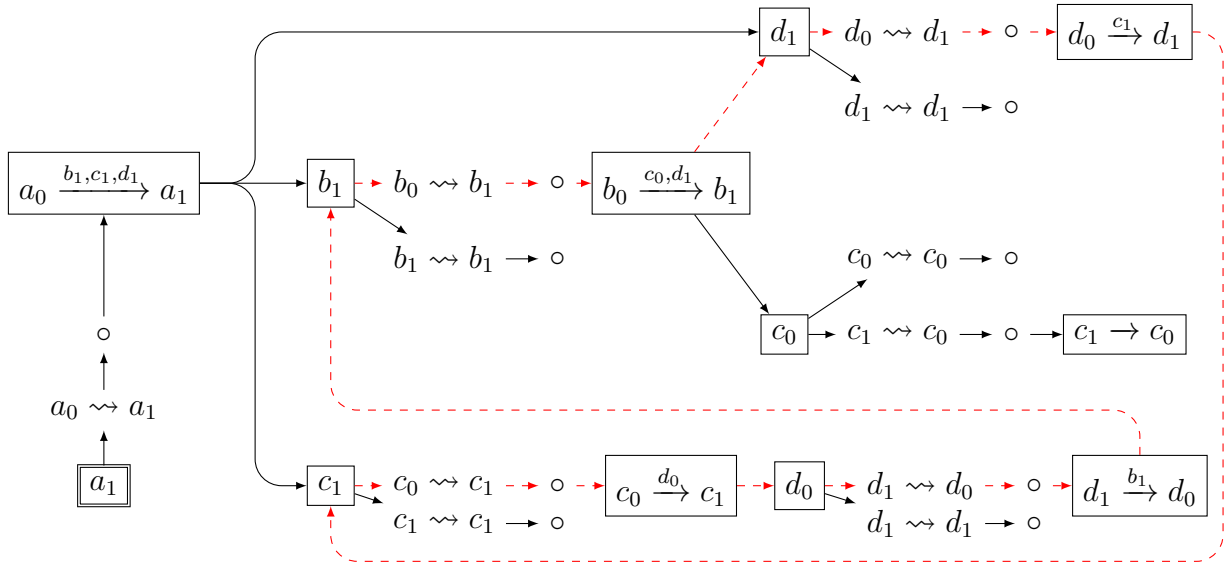 d₁ d₀ ⇝ d₁ d₀ —c₁→ d₁
d₁ ⇝ d₁
a₀ —b₁,c₁,d₁→ a₁ b₁ b₀ ⇝ b₁ b₀ —c₀,d₁→ b₁
b₁ ⇝ b₁ c₀ ⇝ c₀
c₀ c₁ ⇝ c₀ c₁ → c₀
a₀ ⇝ a₁
a₁ c₁ c₀ ⇝ c₁ c₀ —d₀→ c₁ d₀ d₁ ⇝ d₀ d₁ —b₁→ d₀
c₁ ⇝ c₁ d₁ ⇝ d₁